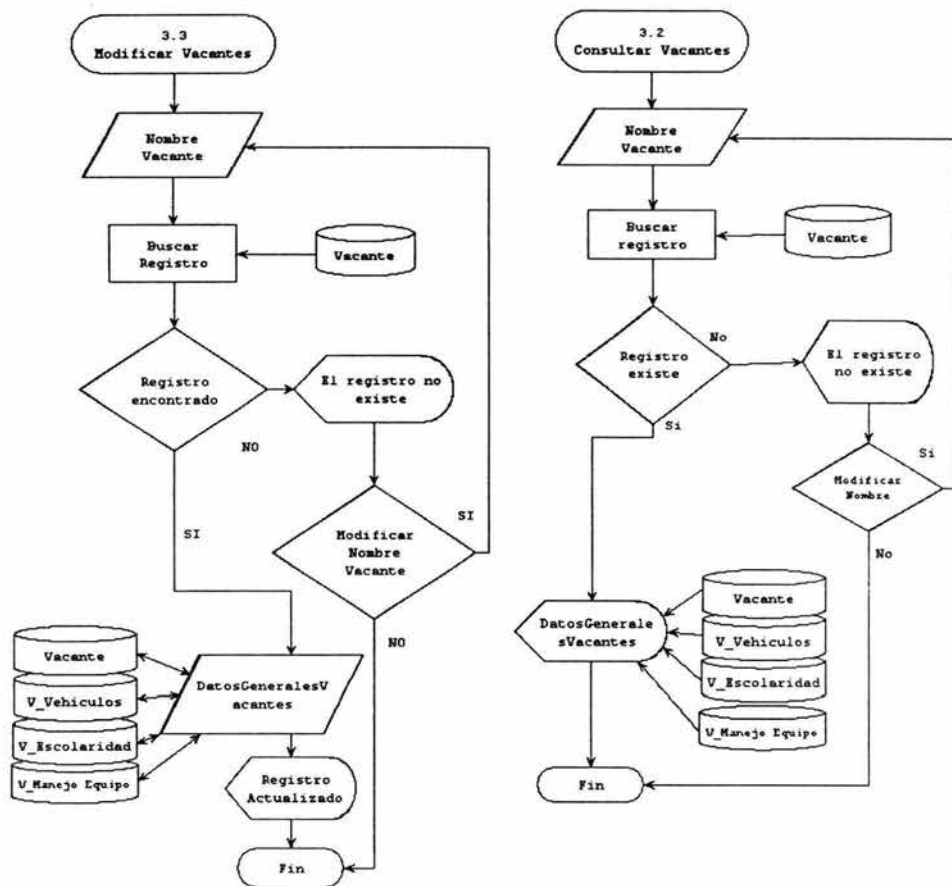 3.3
Modificar Vacantes
Nombre
Vacante
Buscar
Registro
Vacante
Registro
encontrado
El registro no
existe
NO
SI
Modificar
Nombre
Vacante
SI
NO
Vacante
V_Vehiculos
V_Escolaridad
V_Manejo Equipo
DatosGeneralesV
acantes
Registro
Actualizado
Fin
3.2
Consultar Vacantes
Nombre
Vacante
Buscar
registro
Vacante
Registro
existe
No
El registro
no existe
Si
Modificar
Nombre
Si
No
DatosGenerale
sVacantes
Vacante
V_Vehiculos
V_Escolaridad
V_Manejo Equipo
Fin